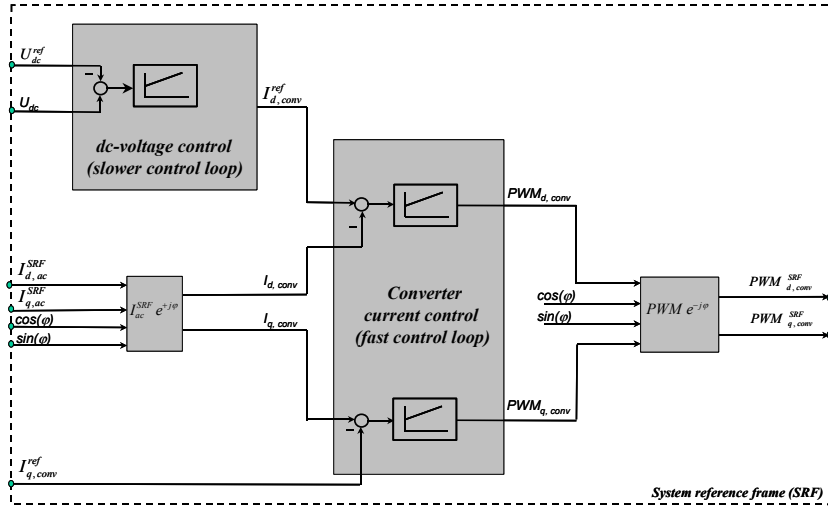 U_dc^ref
−
U_dc
I_d,conv^ref
dc-voltage control
(slower control loop)
PWM_d, conv
−
I_d,ac^SRF
I_q,ac^SRF
cos(φ)
sin(φ)
I_ac^SRF e^+jφ
I_d, conv
I_q, conv
Converter
current control
(fast control loop)
cos(φ)
sin(φ)
PWM e^−jφ
PWM_d,conv^SRF
PWM_q,conv^SRF
PWM_q, conv
−
I_q,conv^ref
System reference frame (SRF)